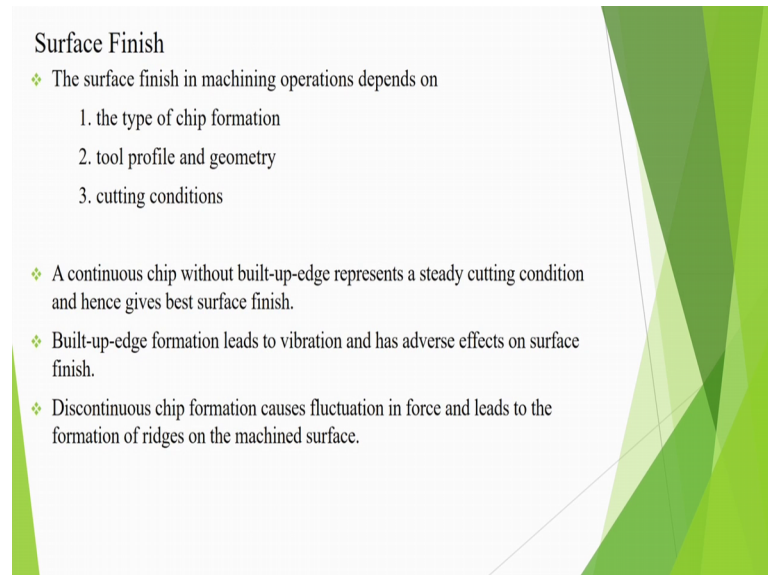 Surface Finish
The surface finish in machining operations depends on
1. the type of chip formation
2. tool profile and geometry
3. cutting conditions
A continuous chip without built-up-edge represents a steady cutting condition
and hence gives best surface finish.
Built-up-edge formation leads to vibration and has adverse effects on surface
finish.
Discontinuous chip formation causes fluctuation in force and leads to the
formation of ridges on the machined surface.